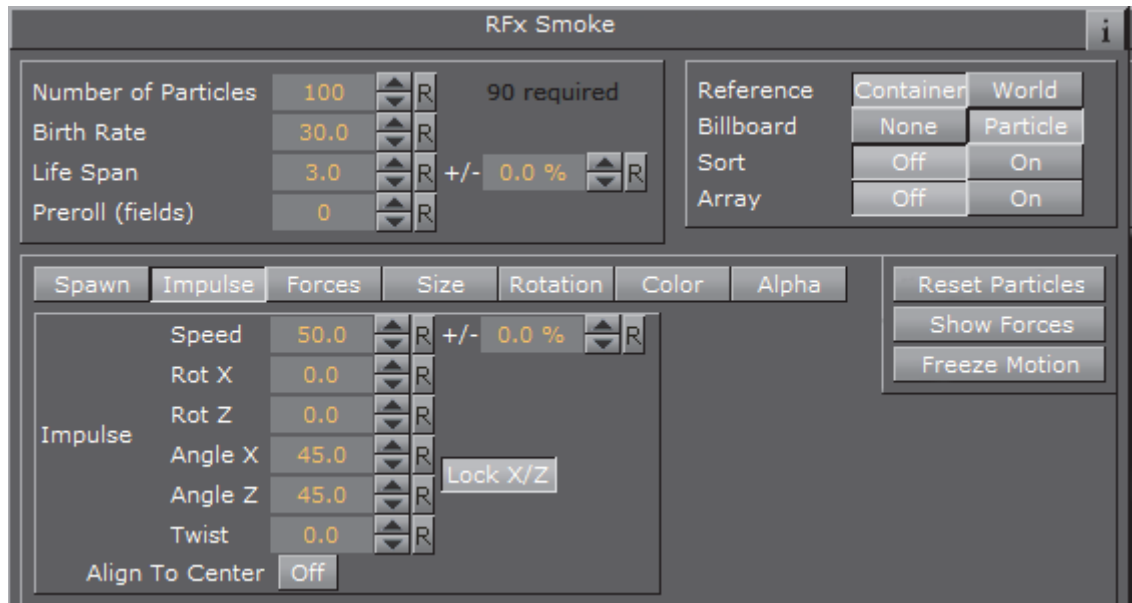 RFx Smoke i
Number of Particles 100 R 90 required
Birth Rate 30.0 R
Life Span 3.0 R +/- 0.0 % R
Preroll (fields) 0 R
Reference Container World
Billboard None Particle
Sort Off On
Array Off On
Spawn Impulse Forces Size Rotation Color Alpha
Reset Particles
Show Forces
Freeze Motion
Impulse
Speed 50.0 R +/- 0.0 % R
Rot X 0.0 R
Rot Z 0.0 R
Angle X 45.0 R
Lock X/Z
Angle Z 45.0 R
Twist 0.0 R
Align To Center Off